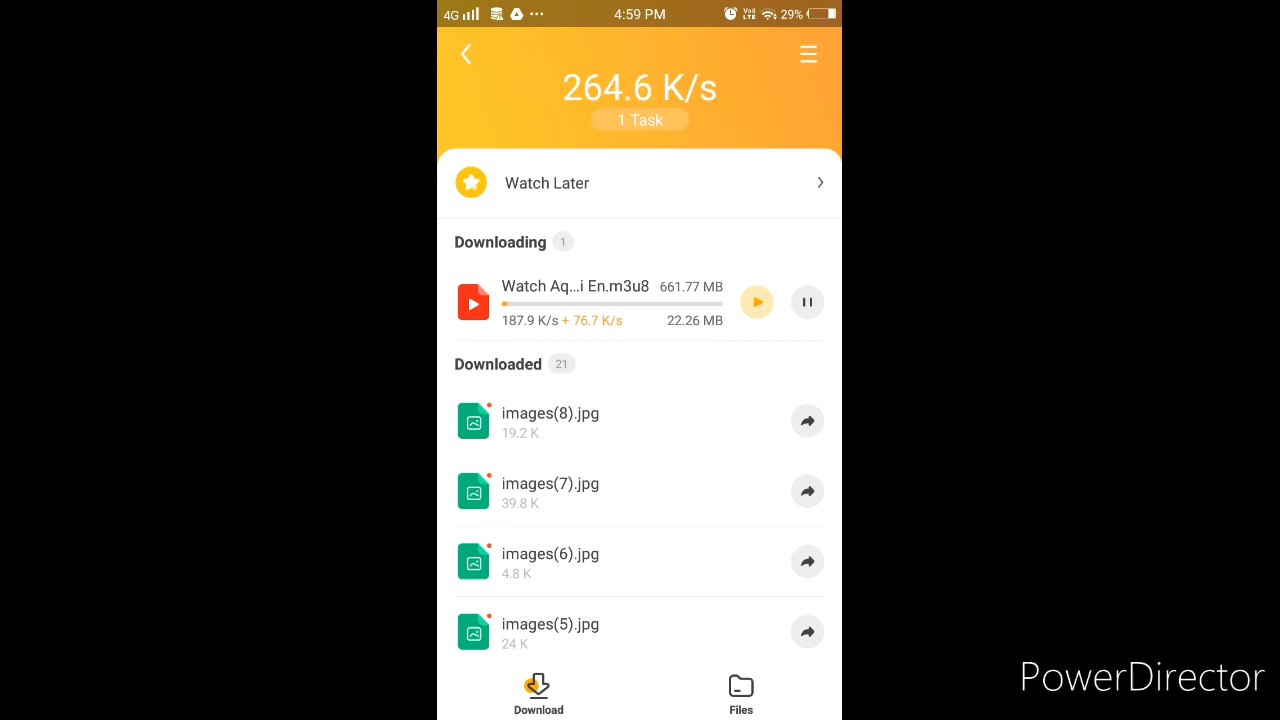 4G 4:59 PM Vo) LTE 29%
264.6 K/s
1 Task
Watch Later
Downloading 1
Watch Aq...i En.m3u8 661.77 MB
187.9 K/s + 76.7 K/s 22.26 MB
Downloaded 21
images(8).jpg
19.2 K
images(7).jpg
39.8 K
images(6).jpg
4.8 K
images(5).jpg
24 K
Download Files
PowerDirector